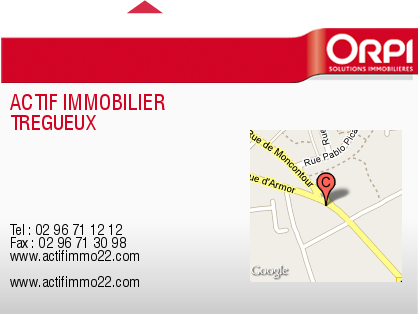 ORPI
SOLUTIONS IMMOBILIÈRES
ACTIF IMMOBILIER
TREGUEUX
Rue de Moncontour
Rue
Rue Pablo Pica
ue d'Armor
C
Google
Tel : 02 96 71 12 12
Fax : 02 96 71 30 98
www.actifimmo22.com
www.actifimmo22.com